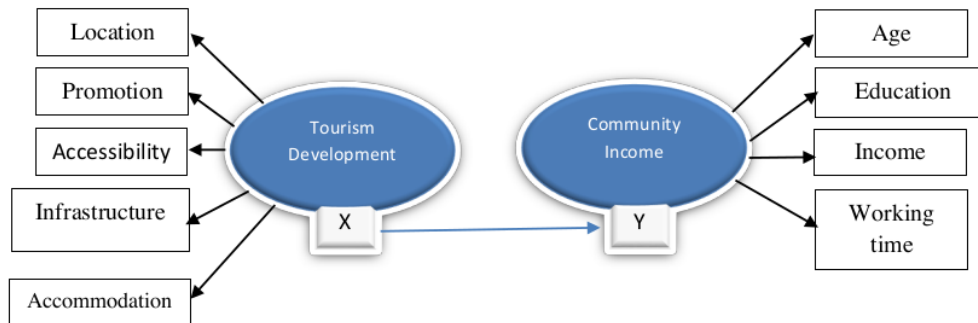 Location
Promotion
Accessibility
Infrastructure
Accommodation
Tourism
Development
X
Community
Income
Y
Age
Education
Income
Working
time